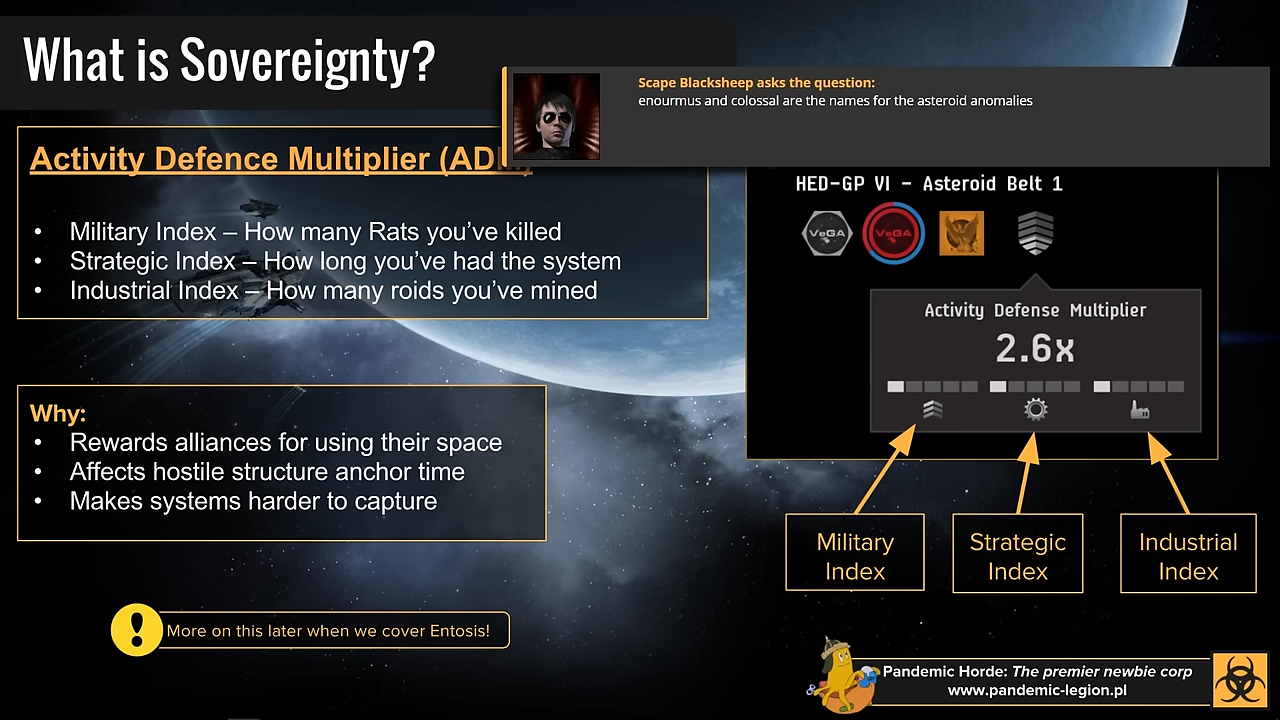 What is Sovereignty?
Scape Blacksheep asks the question:
enourmus and colossal are the names for the asteroid anomalies
Activity Defence Multiplier (ADM)
• Military Index – How many Rats you’ve killed
• Strategic Index – How long you’ve had the system
• Industrial Index – How many roids you’ve mined
HED-GP VI - Asteroid Belt 1
VeGA
VeGA
Activity Defense Multiplier
2.6x
Why:
• Rewards alliances for using their space
• Affects hostile structure anchor time
• Makes systems harder to capture
Military
Index
Strategic
Index
Industrial
Index
! More on this later when we cover Entosis!
Pandemic Horde: The premier newbie corp
www.pandemic-legion.pl